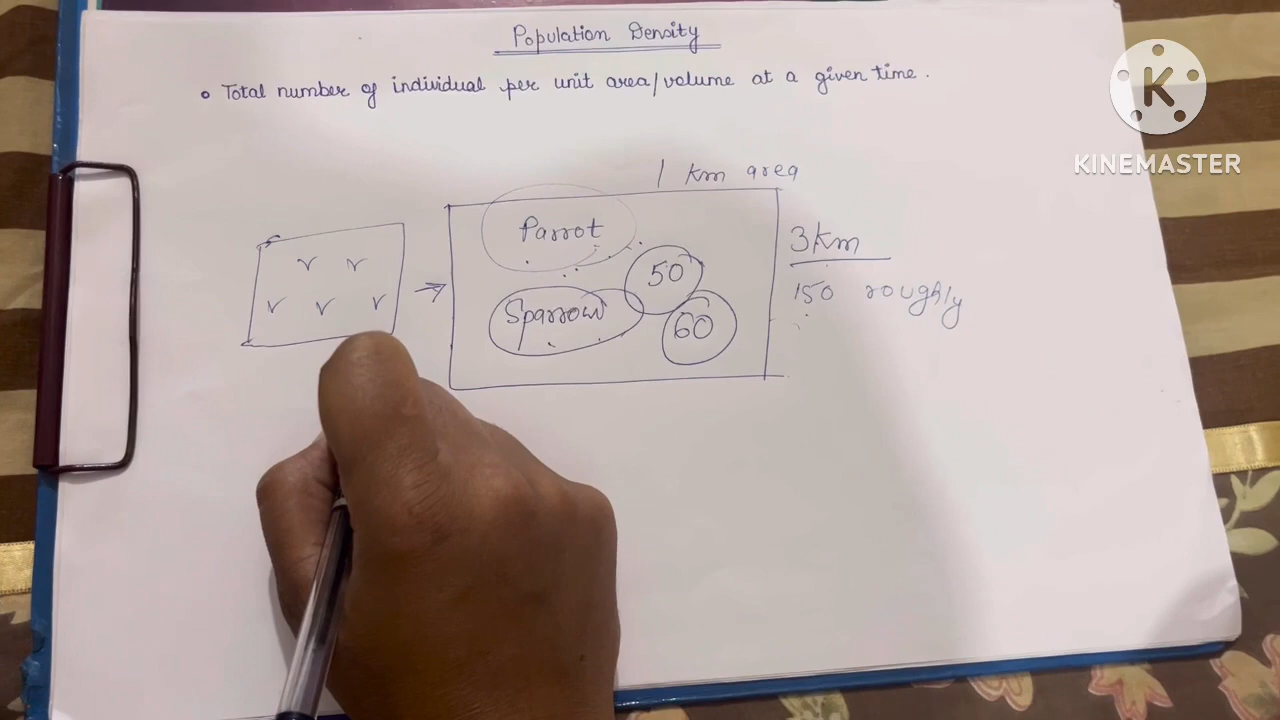 Population Density
Total number of individual per unit area/volume at a given time.
1 km area
Parrot
50
Sparrow
60
3km
150 roughly
r r
r r r
K
KINEMASTER